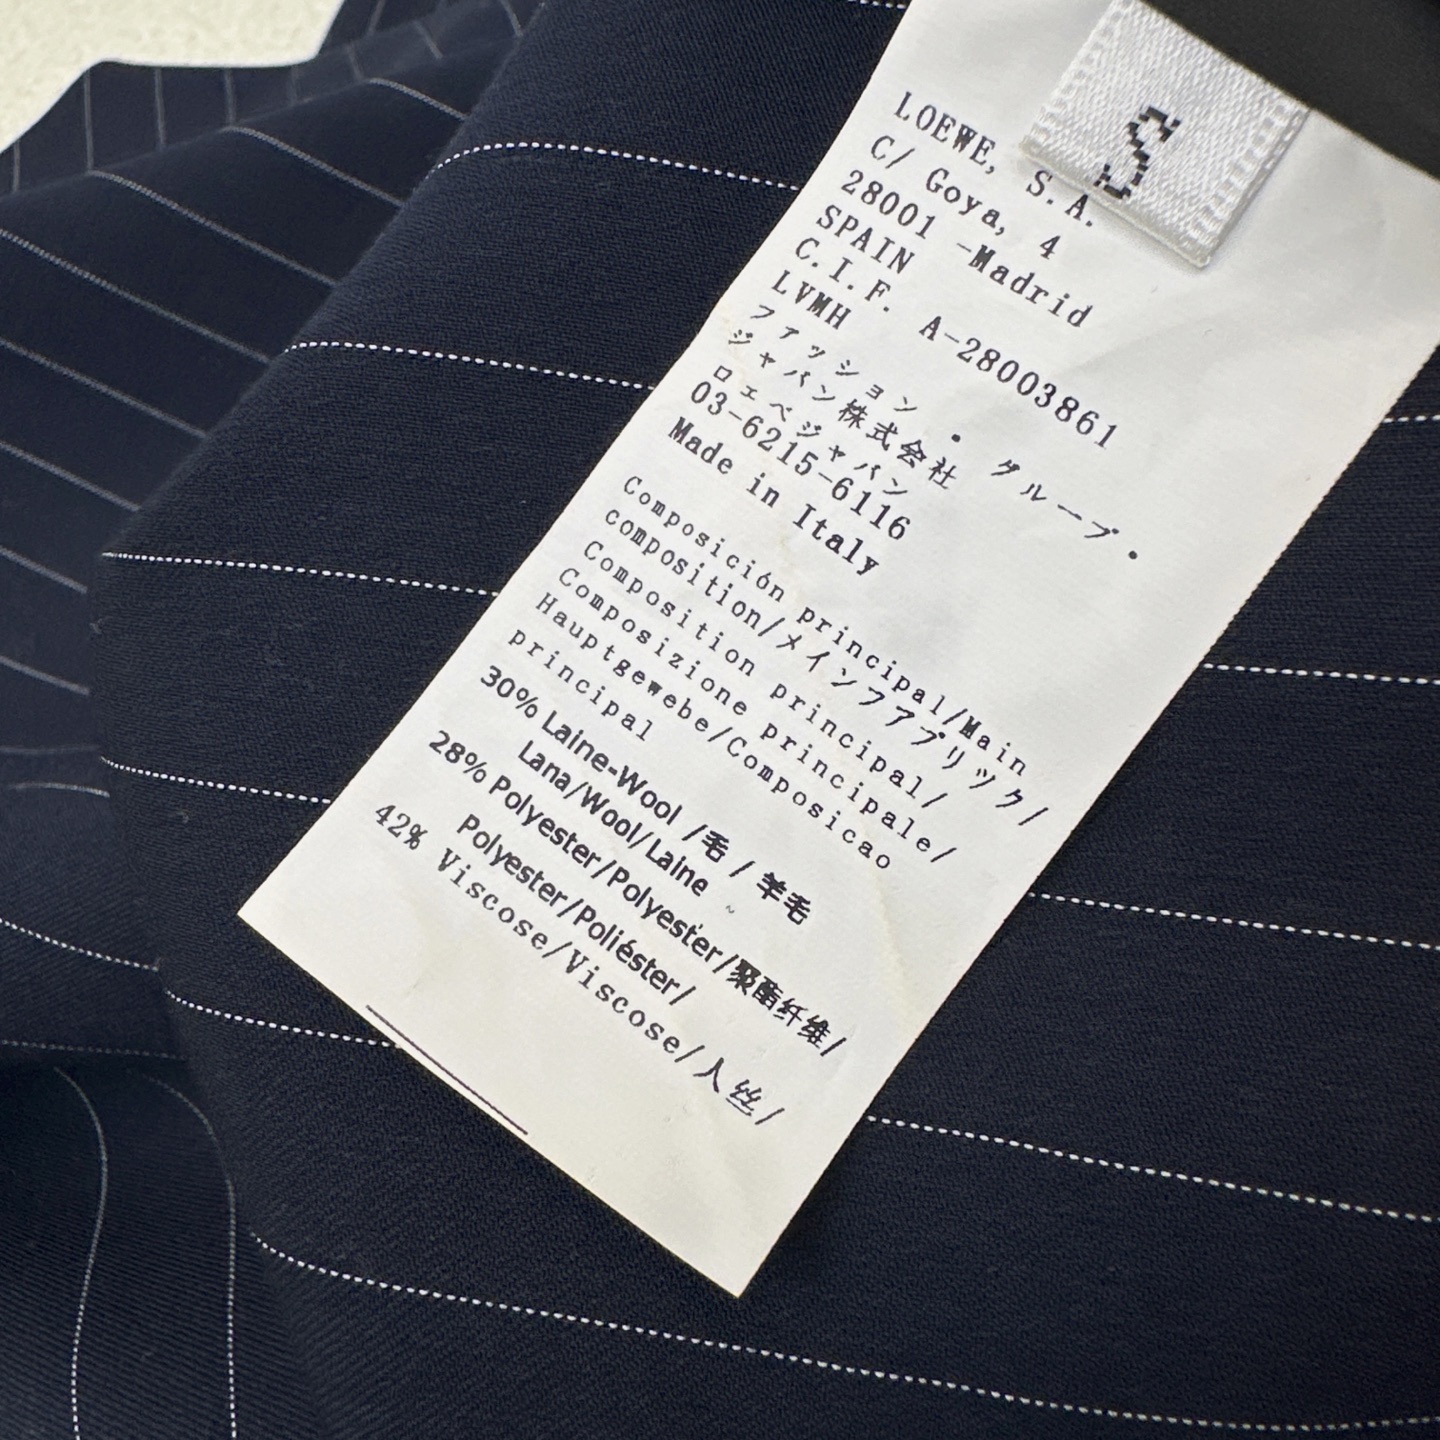 S
LOEWE, S.A.
C/ Goya, 4
28001 -Madrid
SPAIN
C.I.F. A-28003861
LVMH
ファッション・グループ・
ジャパン株式会社
ロエベジャパン
03-6215-6116
Made in Italy
Composición principal/Main
composition/メインファブリック/
Composition principal/
Composizione principale/
Hauptgewebe/Composicao
principal
30% Laine-Wool /毛 / 羊毛
Lana/Wool/Laine
28% Polyester/Polyester/聚酯纤维/
Polyester/Poliéster/
42% Viscose/Viscose/人丝/